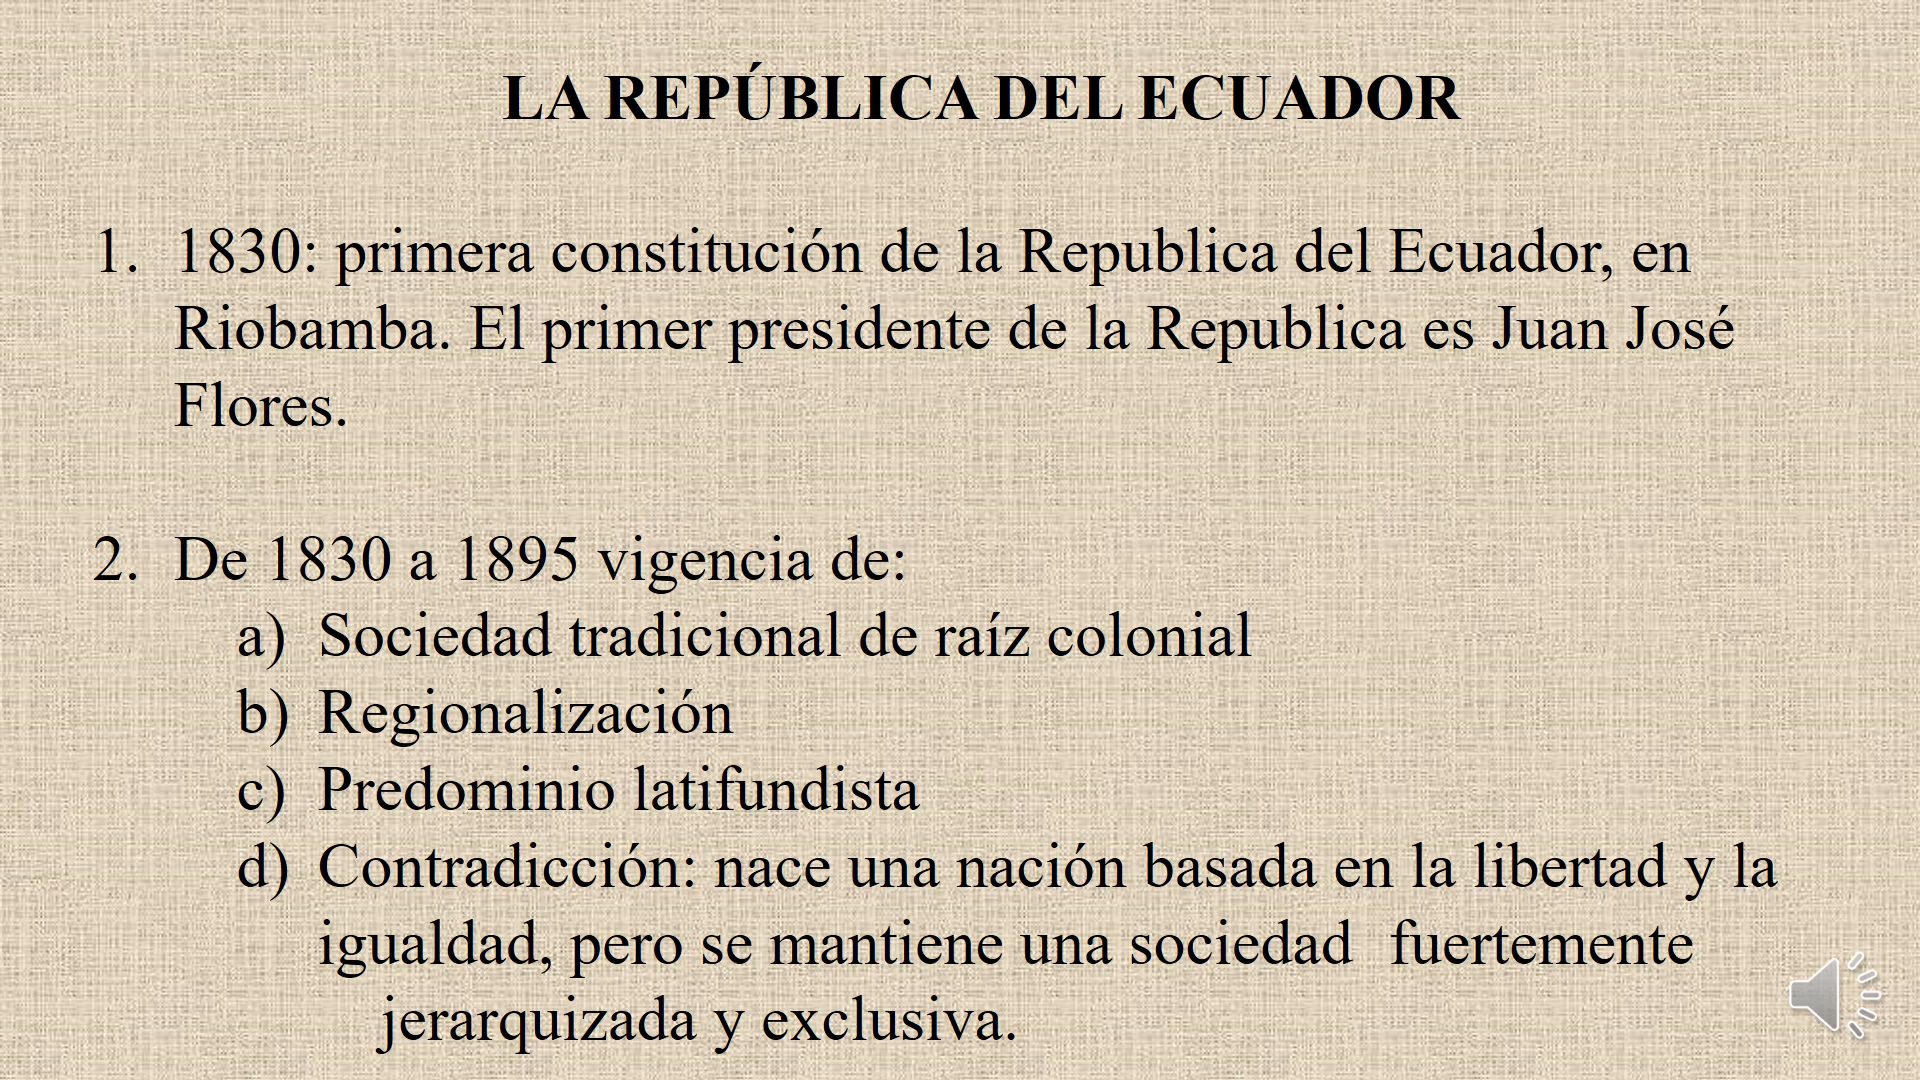 LA REPÚBLICA DEL ECUADOR
1. 1830: primera constitución de la Republica del Ecuador, en
Riobamba. El primer presidente de la Republica es Juan José
Flores.
2. De 1830 a 1895 vigencia de:
a) Sociedad tradicional de raíz colonial
b) Regionalización
c) Predominio latifundista
d) Contradicción: nace una nación basada en la libertad y la
igualdad, pero se mantiene una sociedad fuertemente
jerarquizada y exclusiva.